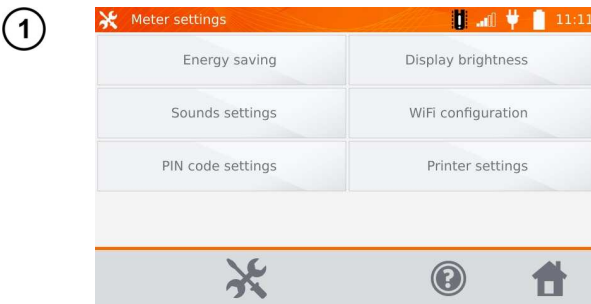 1
Meter settings 11:11
Energy saving Display brightness
Sounds settings WiFi configuration
PIN code settings Printer settings
?